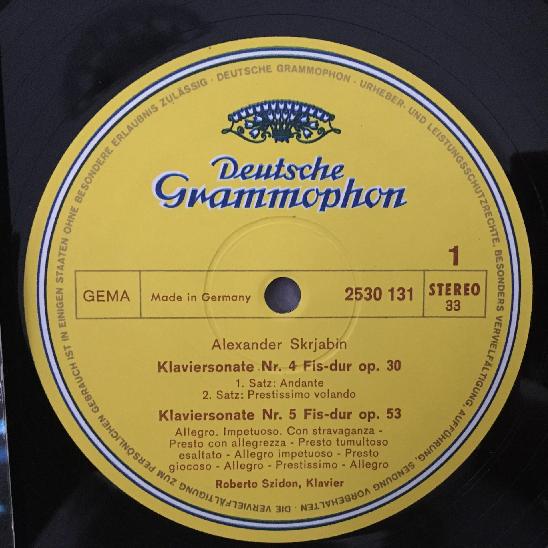 DEUTSCHE GRAMMOPHON · URHEBER- UND LEISTUNGSSCHUTZRECHTE, BESONDERS VERVIELFÄLTIGUNG, AUFFÜHRUNG, SENDUNG VORBEHALTEN · DIE VERVIELFÄLTIGUNG ZUM PERSÖNLICHEN GEBRAUCH IST IN EINIGEN STAATEN OHNE BESONDERE ERLAUBNIS ZULÄSSIG ·
Deutsche
Grammophon
1
GEMA Made in Germany 2530 131 STEREO
33
Alexander Skrjabin
Klaviersonate Nr. 4 Fis-dur op. 30
1. Satz: Andante
2. Satz: Prestissimo volando
Klaviersonate Nr. 5 Fis-dur op. 53
Allegro. Impetuoso. Con stravaganza -
Presto con allegrezza - Presto tumultoso
esaltato - Allegro impetuoso - Presto
giocoso - Allegro - Prestissimo - Allegro
Roberto Szidon, Klavier